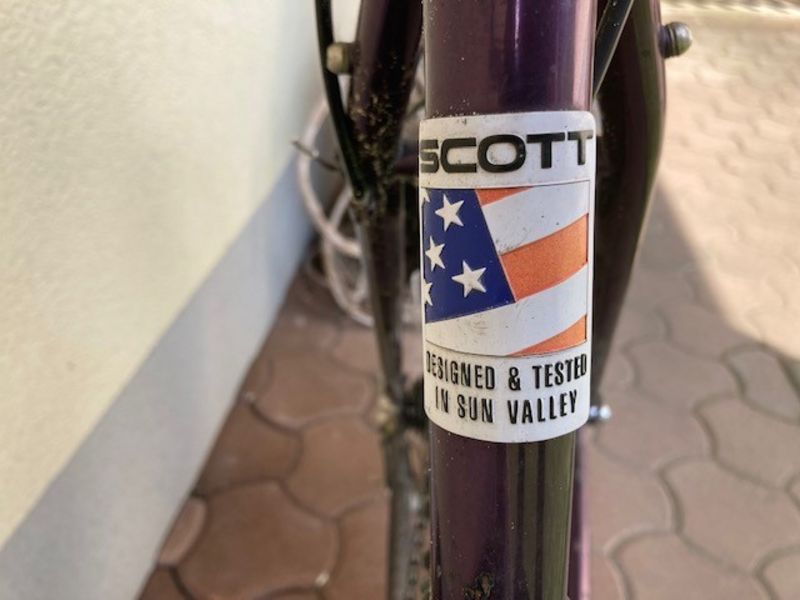 SCOTT
DESIGNED & TESTED
IN SUN VALLEY